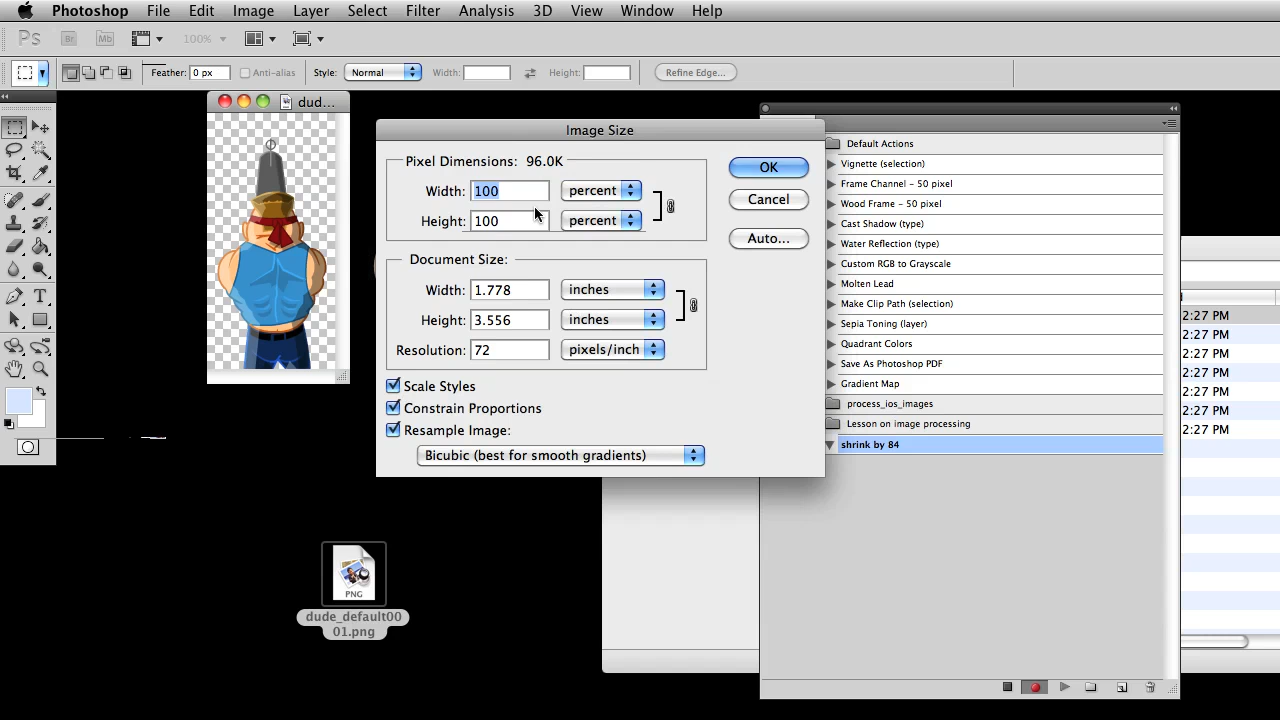 Photoshop File Edit Image Layer Select Filter Analysis 3D View Window Help
Ps Br Mb 100%
Feather: 0 px Anti-alias Style: Normal Width: Height: Refine Edge...
dud...
Image Size
Pixel Dimensions: 96.0K
Width: 100 percent
Height: 100 percent
OK
Cancel
Auto...
Document Size:
Width: 1.778 inches
Height: 3.556 inches
Resolution: 72 pixels/inch
Scale Styles
Constrain Proportions
Resample Image:
Bicubic (best for smooth gradients)
Default Actions
Vignette (selection)
Frame Channel - 50 pixel
Wood Frame - 50 pixel
Cast Shadow (type)
Water Reflection (type)
Custom RGB to Grayscale
Molten Lead
Make Clip Path (selection)
Sepia Toning (layer)
Quadrant Colors
Save As Photoshop PDF
Gradient Map
process_ios_images
Lesson on image processing
shrink by 84
2:27 PM
2:27 PM
2:27 PM
2:27 PM
2:27 PM
2:27 PM
2:27 PM
PNG
dude_default00
01.png